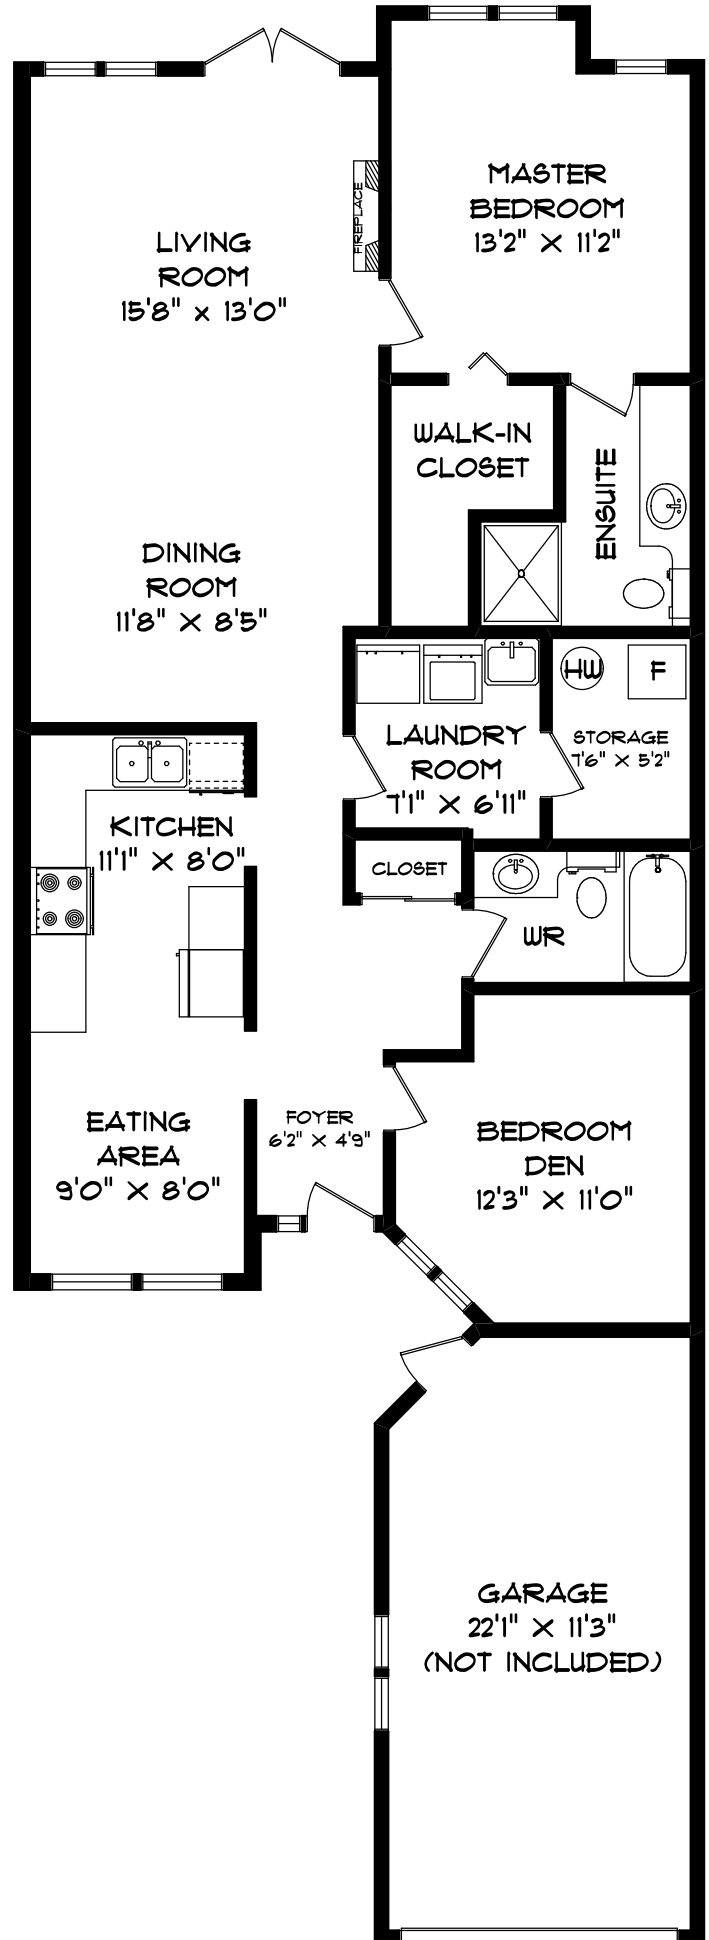 MASTER
BEDROOM
13'2" X 11'2"
FIREPLACE
LIVING
ROOM
15'8" x 13'0"
WALK-IN
CLOSET
ENSUITE
DINING
ROOM
11'8" X 8'5"
HW
F
LAUNDRY
ROOM
7'1" X 6'11"
STORAGE
7'6" X 5'2"
KITCHEN
11'1" X 8'0"
CLOSET
WR
EATING
AREA
9'0" X 8'0"
FOYER
6'2" X 4'9"
BEDROOM
DEN
12'3" X 11'0"
GARAGE
22'1" X 11'3"
(NOT INCLUDED)